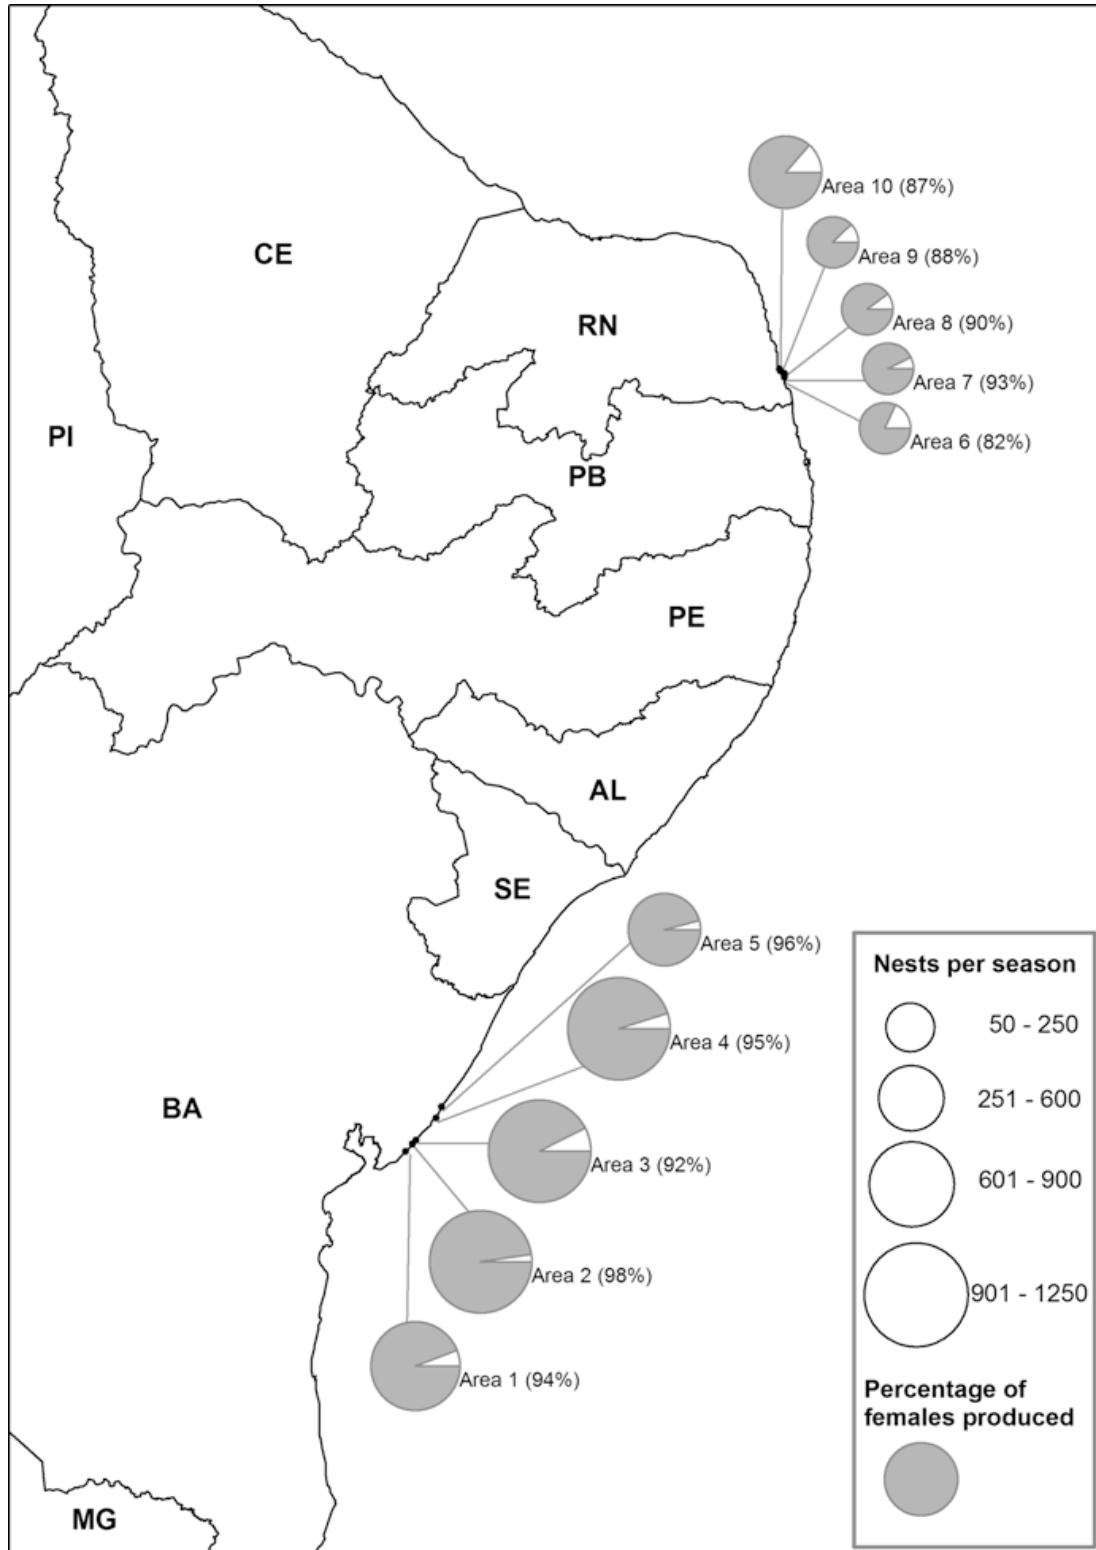 Area 10 (87%)
Area 9 (88%)
Area 8 (90%)
Area 7 (93%)
Area 6 (82%)
CE
RN
PI
PB
PE
AL
SE
BA
MG
Area 5 (96%)
Area 4 (95%)
Area 3 (92%)
Area 2 (98%)
Area 1 (94%)
Nests per season
50 - 250
251 - 600
601 - 900
901 - 1250
Percentage of
females produced